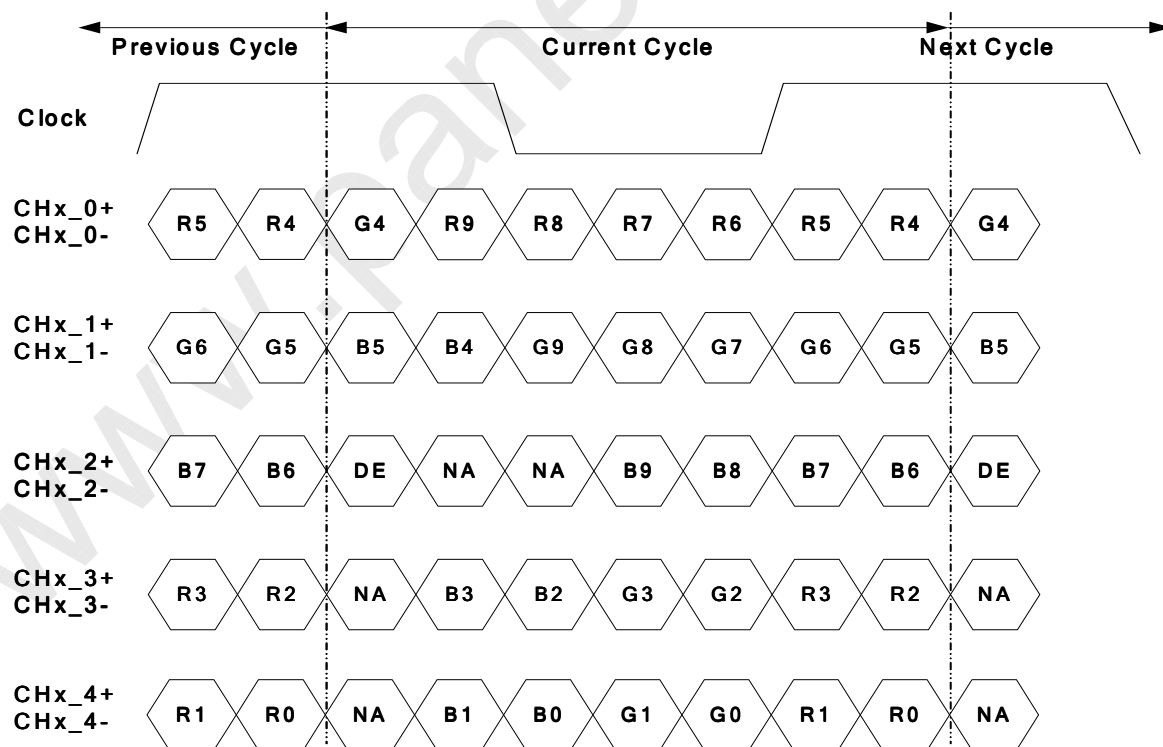 Previous Cycle Current Cycle Next Cycle
Clock
CHx_0+
CHx_0-
R5 R4 G4 R9 R8 R7 R6 R5 R4 G4
CHx_1+
CHx_1-
G6 G5 B5 B4 G9 G8 G7 G6 G5 B5
CHx_2+
CHx_2-
B7 B6 DE NA NA B9 B8 B7 B6 DE
CHx_3+
CHx_3-
R3 R2 NA B3 B2 G3 G2 R3 R2 NA
CHx_4+
CHx_4-
R1 R0 NA B1 B0 G1 G0 R1 R0 NA
www.pane